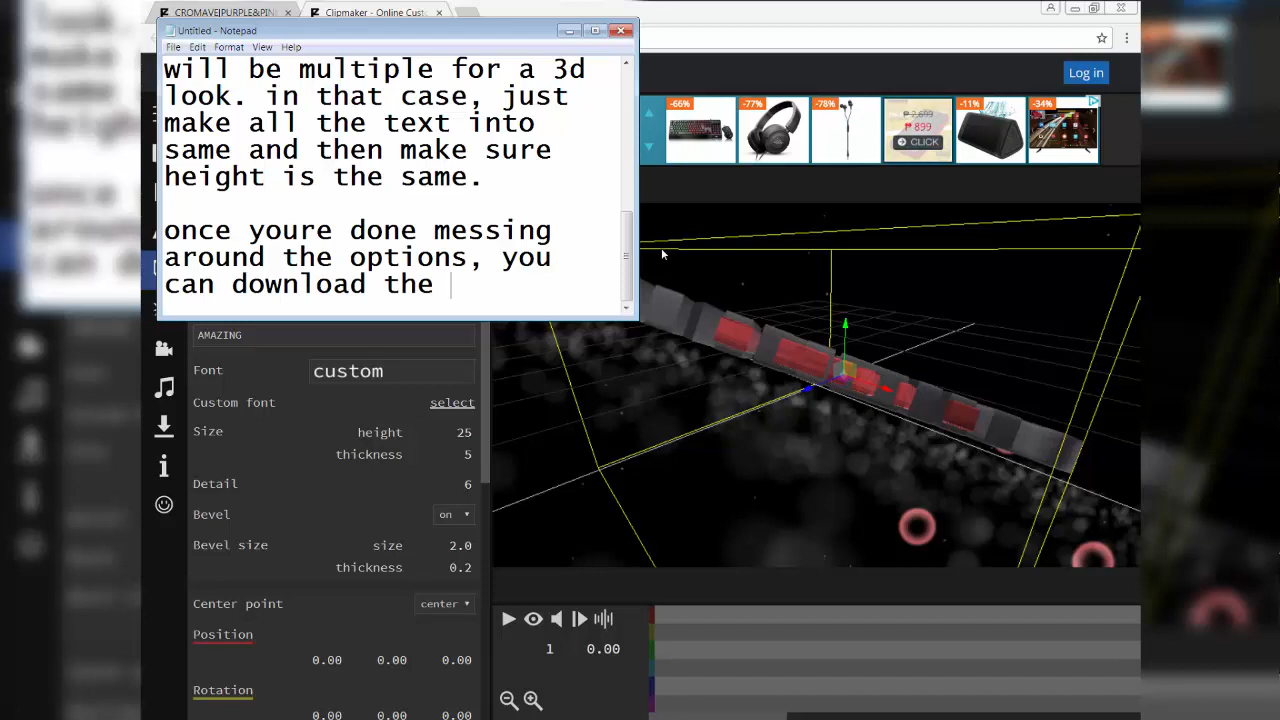 CROMAVE|PURPLE&PIN
Clipmaker - Online Cust
Untitled - Notepad
File Edit Format View Help
will be multiple for a 3d
look. in that case, just
make all the text into
same and then make sure
height is the same.
once youre done messing
around the options, you
can download the
Log in
-66%
-77%
-78%
₱ 2,699
₱ 899
CLICK
-11%
-34%
AMAZING
Font custom
Custom font select
Size height 25
thickness 5
Detail 6
Bevel on
Bevel size size 2.0
thickness 0.2
Center point center
Position
0.00 0.00 0.00
Rotation
0.00 0.00 0.00
1 0.00